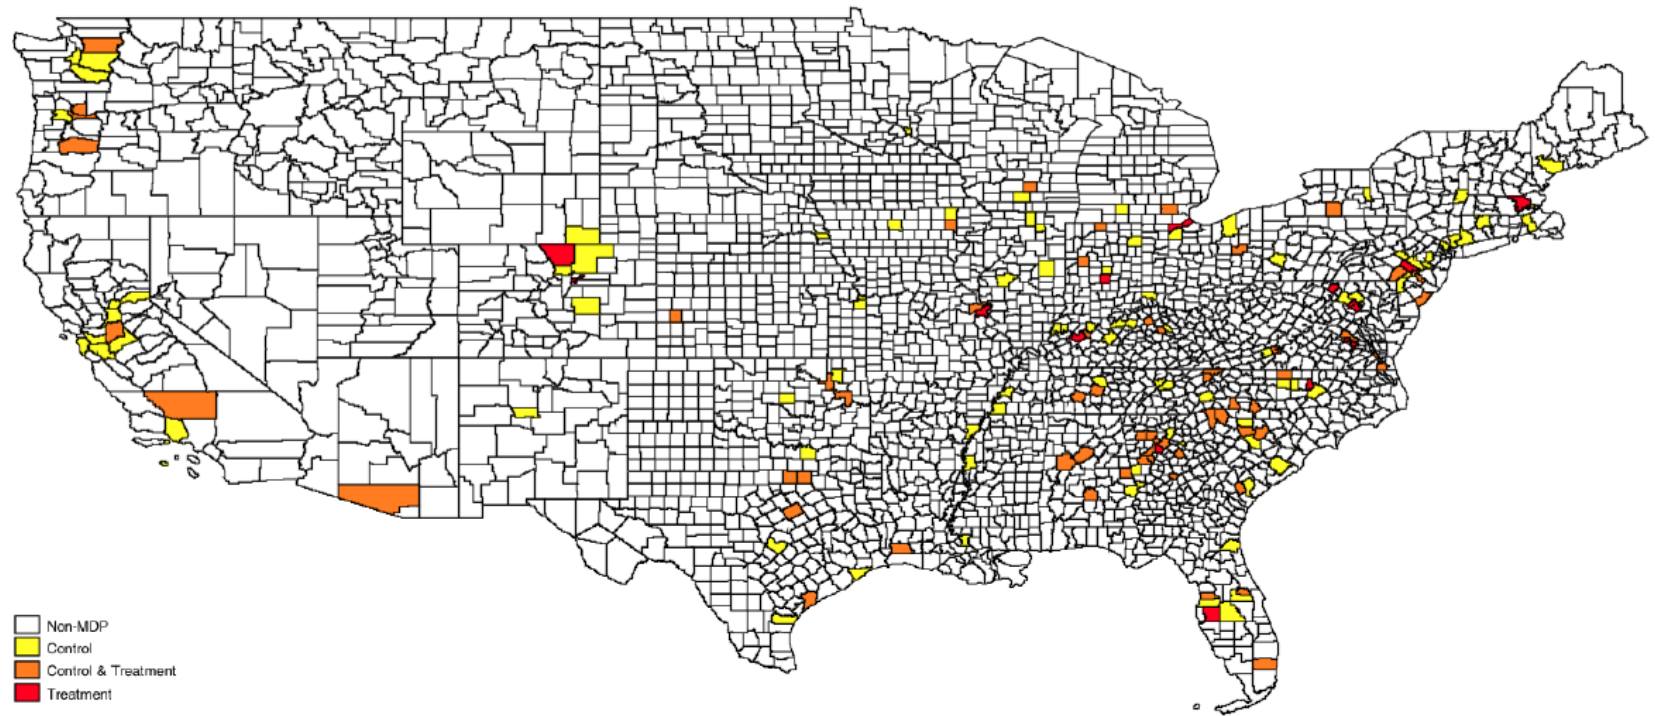 Non-MDP
Control
Control & Treatment
Treatment